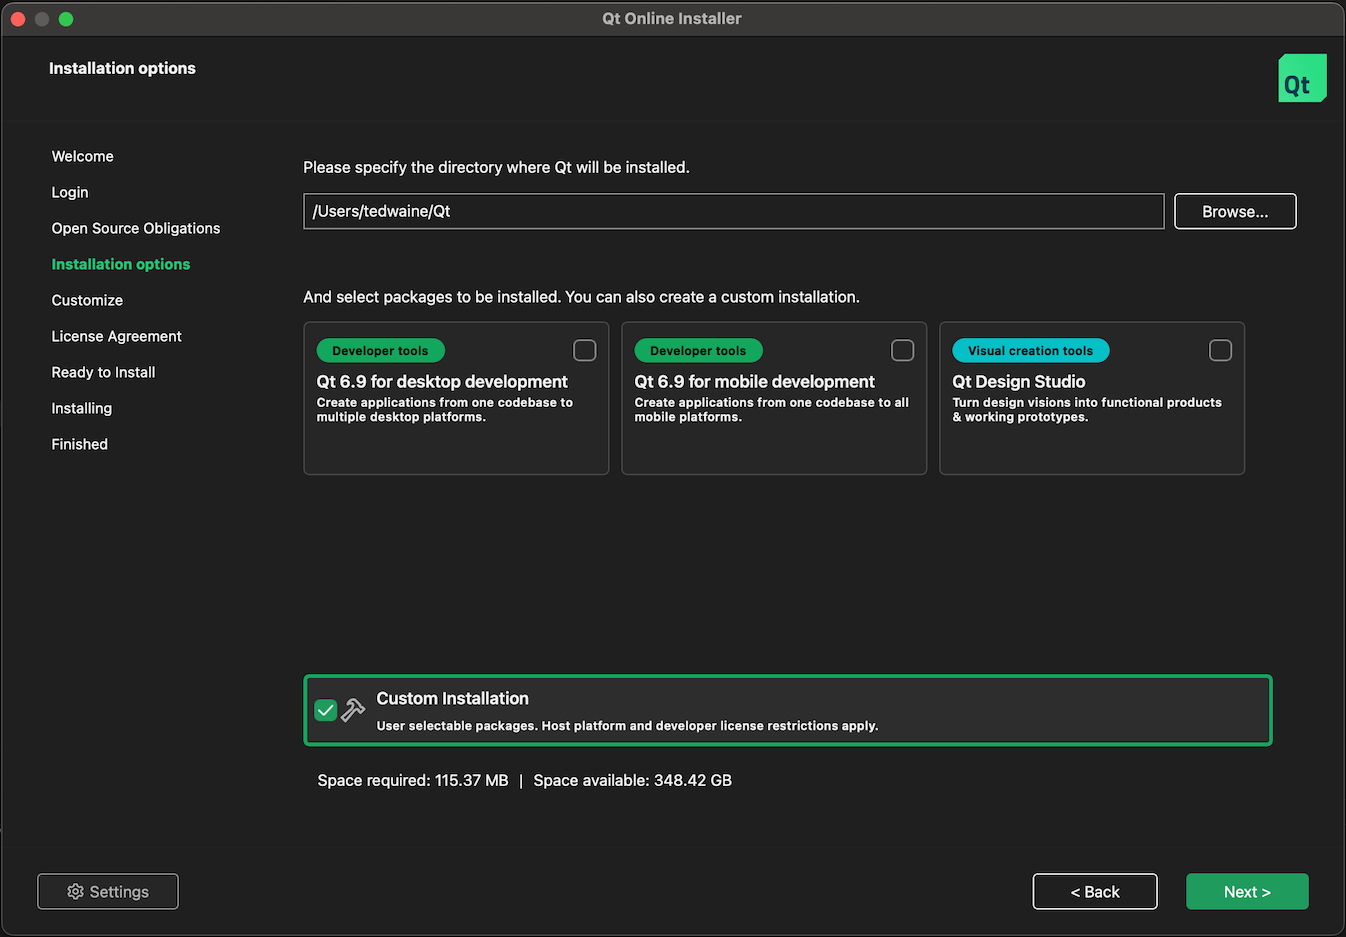 Qt Online Installer
Installation options
Qt
Welcome
Login
Open Source Obligations
Installation options
Customize
License Agreement
Ready to Install
Installing
Finished
Please specify the directory where Qt will be installed.
/Users/tedwaine/Qt
Browse...
And select packages to be installed. You can also create a custom installation.
Developer tools
Qt 6.9 for desktop development
Create applications from one codebase to
multiple desktop platforms.
Developer tools
Qt 6.9 for mobile development
Create applications from one codebase to all
mobile platforms.
Visual creation tools
Qt Design Studio
Turn design visions into functional products
& working prototypes.
Custom Installation
User selectable packages. Host platform and developer license restrictions apply.
Space required: 115.37 MB | Space available: 348.42 GB
Settings
< Back
Next >